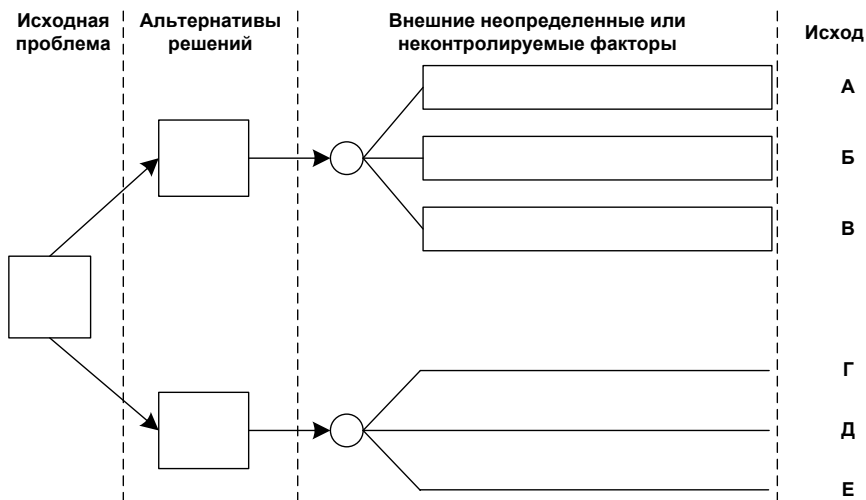 Исходная
проблема
Альтернативы
решений
Внешние неопределенные или
неконтролируемые факторы
Исход
А
Б
В
Г
Д
Е